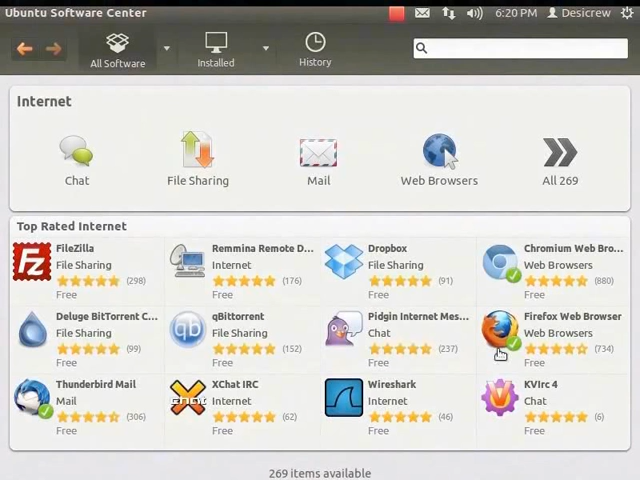 Ubuntu Software Center 6:20 PM Desicrew
All Software Installed History
Internet
Chat File Sharing Mail Web Browsers All 269
Top Rated Internet
FileZilla Remmina Remote D... Dropbox Chromium Web Bro...
File Sharing Internet File Sharing Web Browsers
(298) (176) (91) (880)
Free Free Free Free
Deluge BitTorrent C... qBittorrent Pidgin Internet Mes... Firefox Web Browser
File Sharing File Sharing Chat Web Browsers
(99) (152) (237) (734)
Free Free Free Free
Thunderbird Mail XChat IRC Wireshark KVIrc 4
Mail Internet Internet Chat
(306) (62) (46) (6)
Free Free Free Free
269 items available